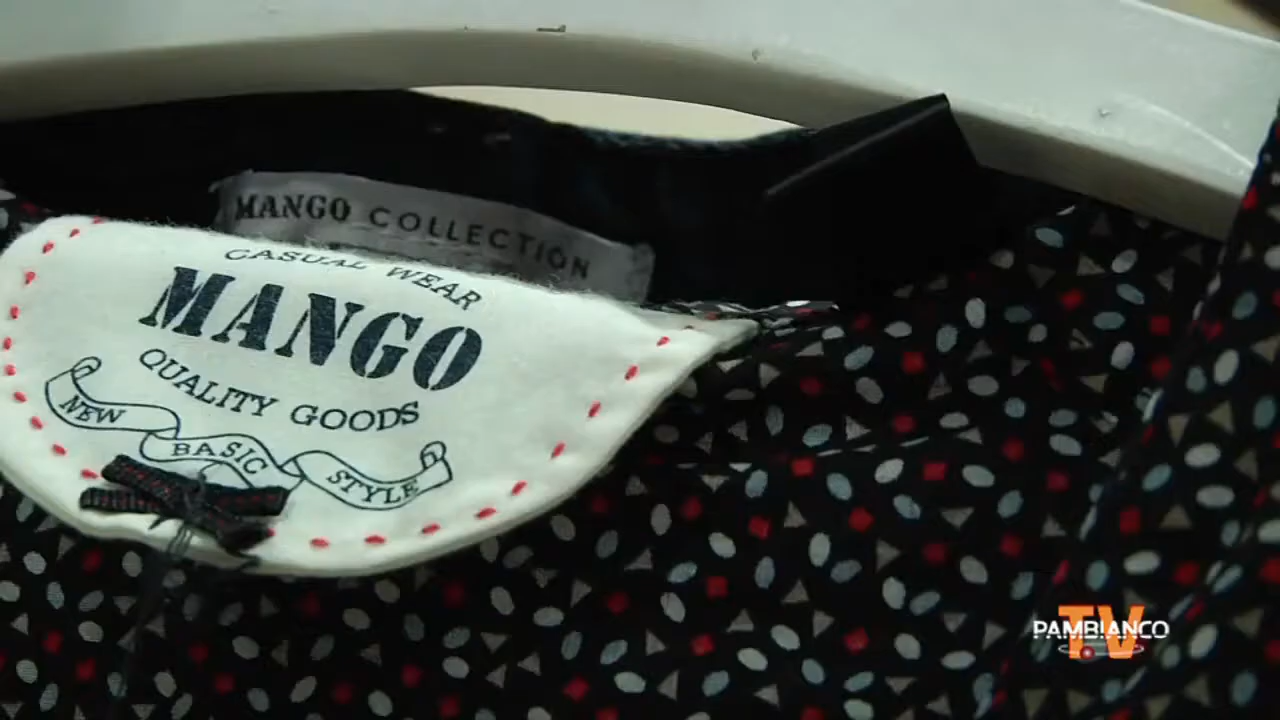 MANGO COLLECTION
CASUAL WEAR
MANGO
QUALITY GOODS
NEW
BASIC
STYLE
TV
PAMBIANCO